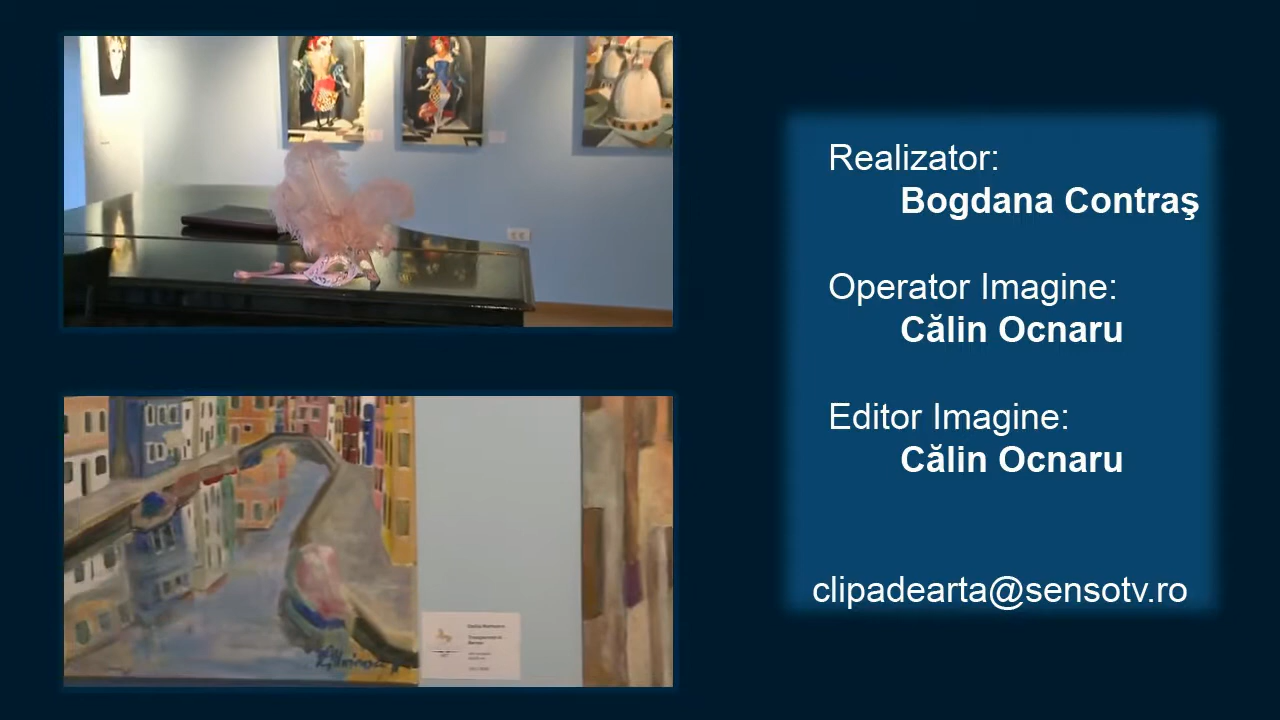 Realizator:
Bogdana Contraş
Operator Imagine:
Călin Ocnaru
Editor Imagine:
Călin Ocnaru
clipadearta@sensotv.ro